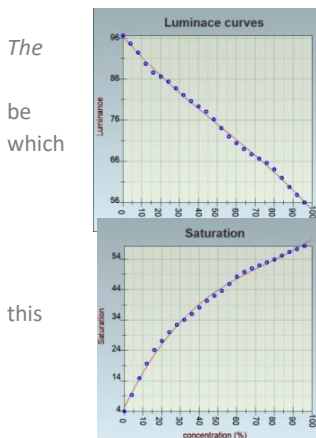 The
be
which
this
Luminace curves
96
86
76
66
56
Luminance
0 10 20 30 40 50 60 70 80 90 100
Saturation
54
44
34
24
14
4
Saturation
0 10 20 30 40 50 60 70 80 90 100
concentration (%)